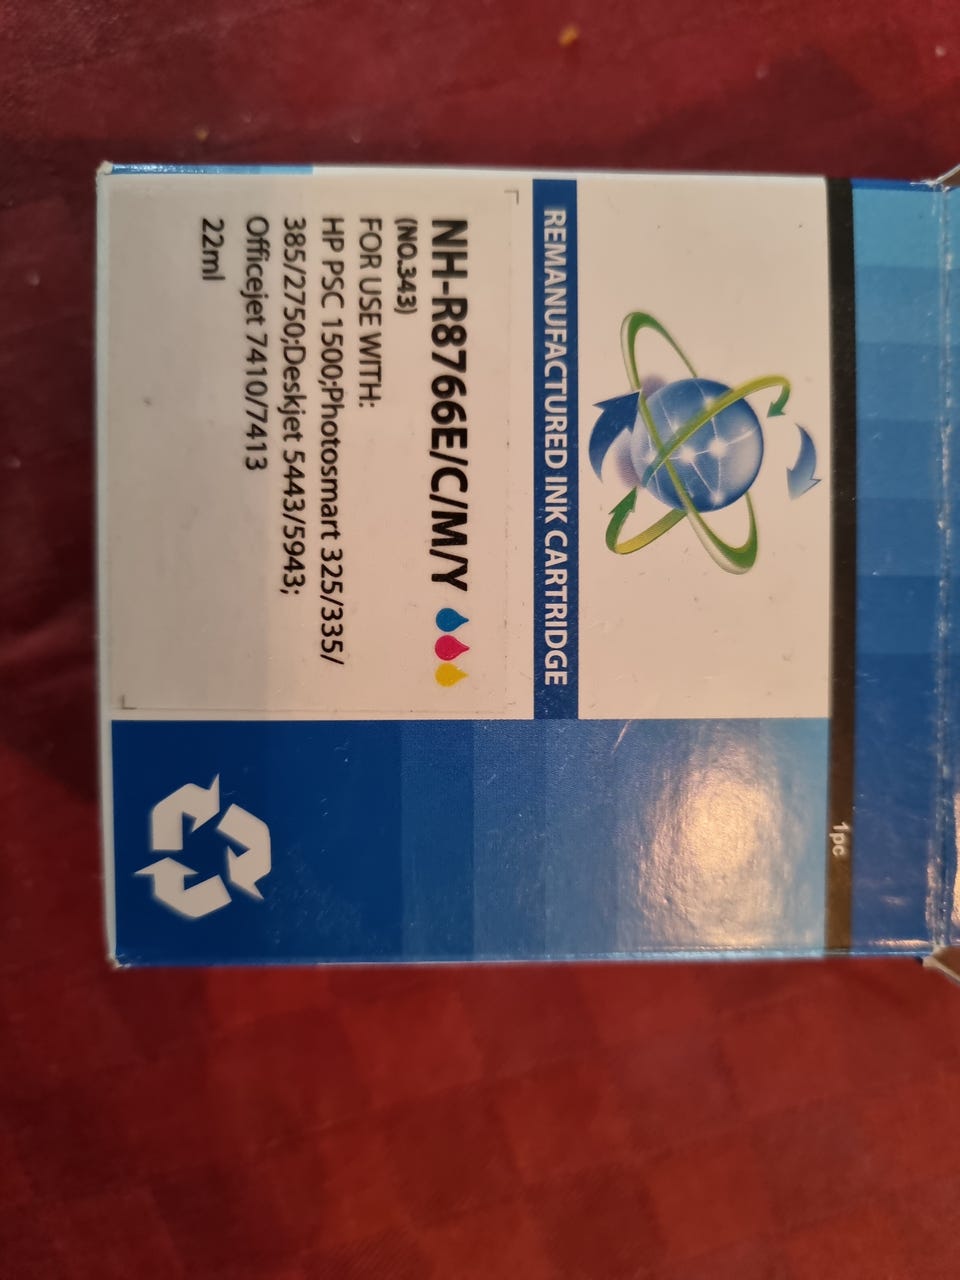 REMANUFACTURED INK CARTRIDGE
NH-R8766E/C/M/Y
(NO.343)
FOR USE WITH:
HP PSC 1500;Photosmart 325/335/
385/2750;Deskjet 5443/5943;
Officejet 7410/7413
22ml
1pc